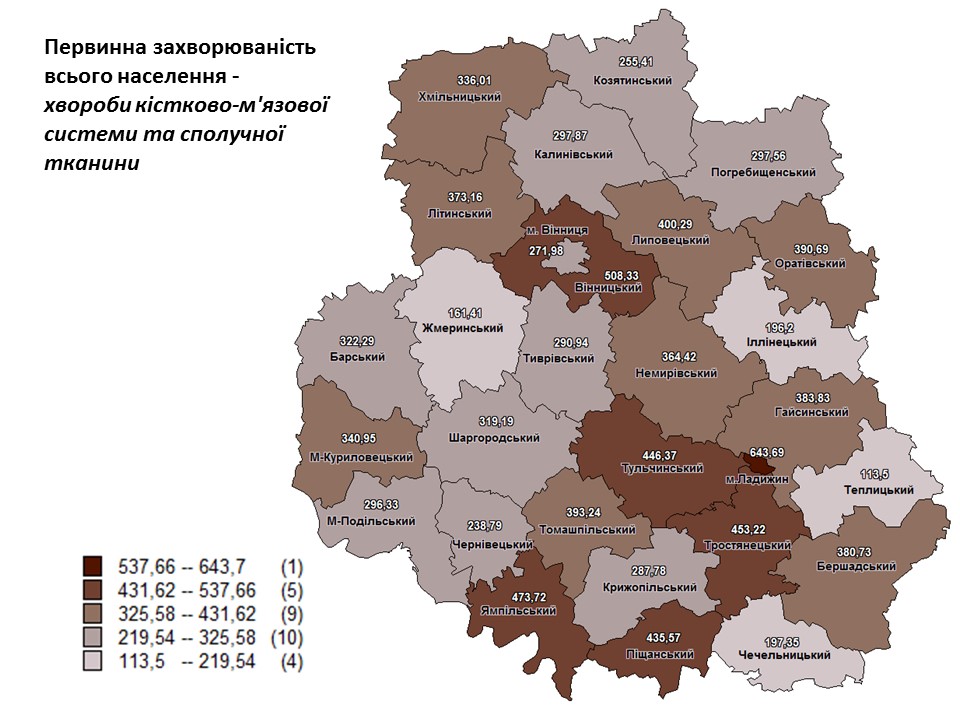 Первинна захворюваність
всього населення -
хвороби кістково-м'язової
системи та сполучної
тканини
255,41
Козятинський
336,01
Хмільницький
297,87
Калинівський
297,56
Погребищенський
373,16
Літинський
м. Вінниця
271,98
400,29
Липовецький
390,69
Оратівський
508,33
Вінницький
161,41
Жмеринський
196,2
Іллінецький
322,29
Барський
290,94
Тиврівський
364,42
Немирівський
383,83
Гайсинський
319,19
Шаргородський
340,95
М-Куриловецький
446,37
Тульчинський
643,69
м.Ладижин
113,5
Теплицький
296,33
М-Подільський
238,79
Чернівецький
393,24
Томашпільський
453,22
Тростянецький
380,73
Бершадський
287,78
Крижопільський
473,72
Ямпільський
435,57
Піщанський
197,35
Чечельницький
537,66 -- 643,7 (1)
431,62 -- 537,66 (5)
325,58 -- 431,62 (9)
219,54 -- 325,58 (10)
113,5 -- 219,54 (4)